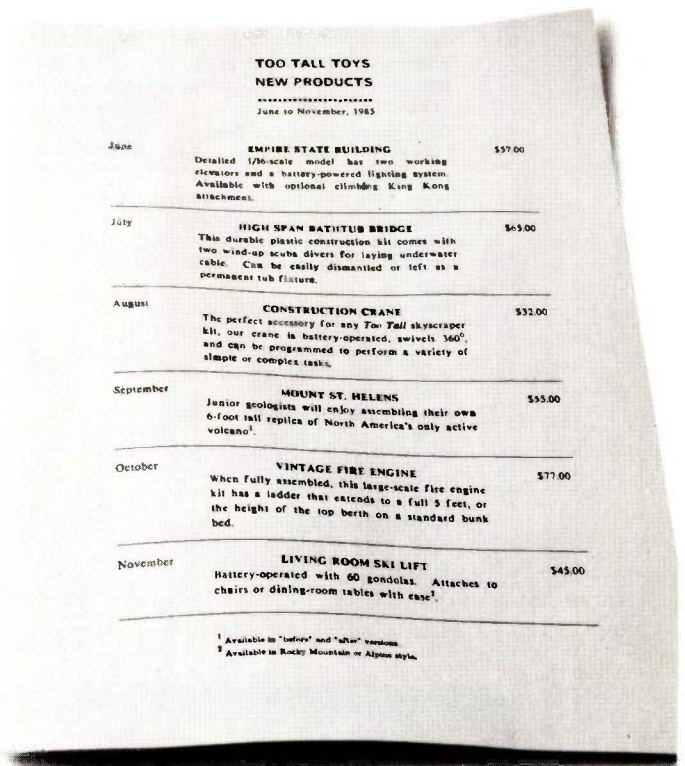 TOO TALL TOYS
NEW PRODUCTS
June to November, 1985
June EMPIRE STATE BUILDING $57.00
Detailed 1/16-scale model has two working
elevators and a battery-powered lighting system.
Available with optional climbing King Kong
attachment.
July HIGH SPAN BATHTUB BRIDGE $65.00
This durable plastic construction kit comes with
two wind-up scuba divers for laying underwater
cable. Can be easily dismantled or left as a
permanent tub fixture.
August CONSTRUCTION CRANE $32.00
The perfect accessory for any Too Tall skyscraper
kit, our crane is battery-operated, swivels 360°,
and can be programmed to perform a variety of
simple or complex tasks.
September MOUNT ST. HELENS $55.00
Junior geologists will enjoy assembling their own
6-foot tall replica of North America's only active
volcano¹.
October VINTAGE FIRE ENGINE $77.00
When fully assembled, this large-scale fire engine
kit has a ladder that extends to a full 5 feet, or
the height of the top berth on a standard bunk
bed.
November LIVING ROOM SKI LIFT $45.00
Battery-operated with 60 gondolas. Attaches to
chairs or dining-room tables with ease².
¹ Available in "before" and "after" versions.
² Available in Rocky Mountain or Alpine style.